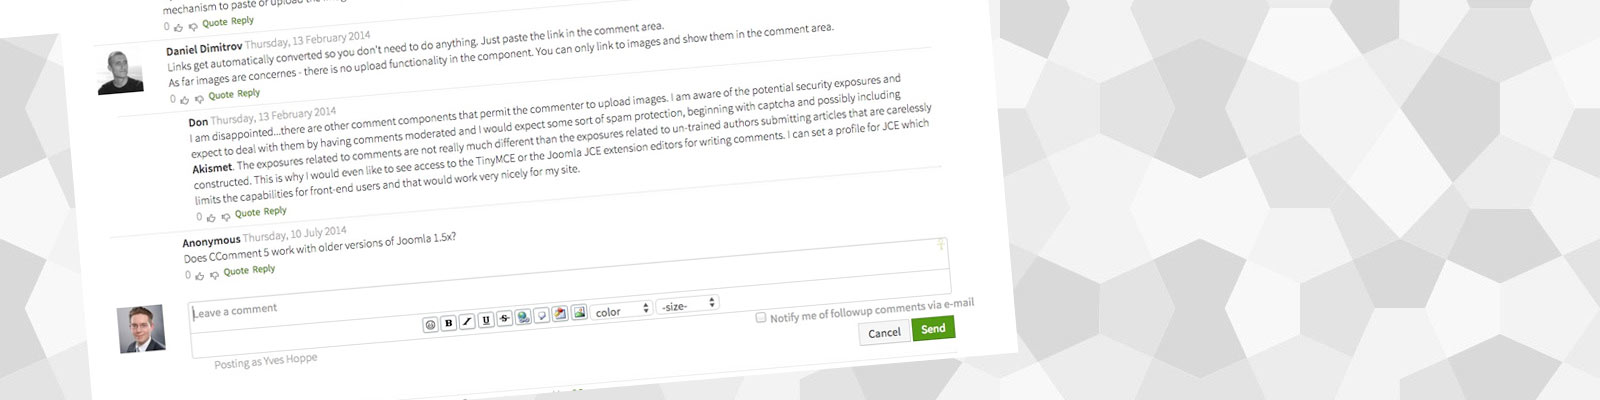 mechanism to paste or upload the
0 Quote Reply
Daniel Dimitrov Thursday, 13 February 2014
Links get automatically converted so you don't need to do anything. Just paste the link in the comment area.
As far images are concernes - there is no upload functionality in the component. You can only link to images and show them in the comment area.
0 Quote Reply
Don Thursday, 13 February 2014
I am disappointed...there are other comment components that permit the commenter to upload images. I am aware of the potential security exposures and
expect to deal with them by having comments moderated and I would expect some sort of spam protection, beginning with captcha and possibly including
Akismet. The exposures related to comments are not really much different than the exposures related to un-trained authors submitting articles that are carelessly
constructed. This is why I would even like to see access to the TinyMCE or the Joomla JCE extension editors for writing comments. I can set a profile for JCE which
limits the capabilities for front-end users and that would work very nicely for my site.
0 Quote Reply
Anonymous Thursday, 10 July 2014
Does CComment 5 work with older versions of Joomla 1.5x?
0 Quote Reply
Leave a comment
B I U S color -size-
Notify me of followup comments via e-mail
Posting as Yves Hoppe
Cancel Send